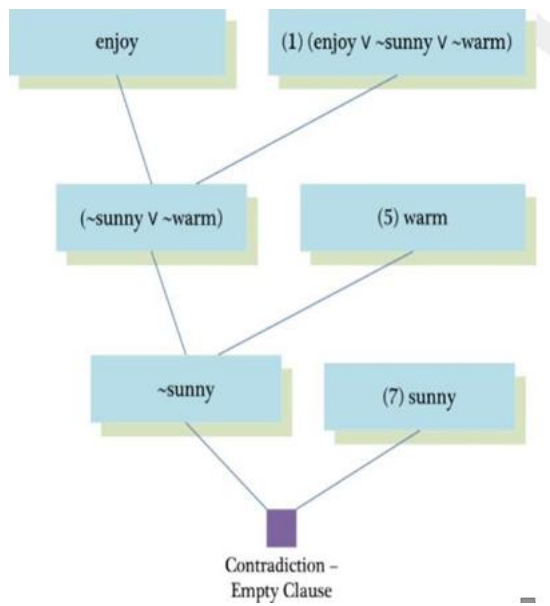 enjoy
(1) (enjoy V ~sunny V ~warm)
(~sunny V ~warm)
(5) warm
~sunny
(7) sunny
Contradiction –
Empty Clause